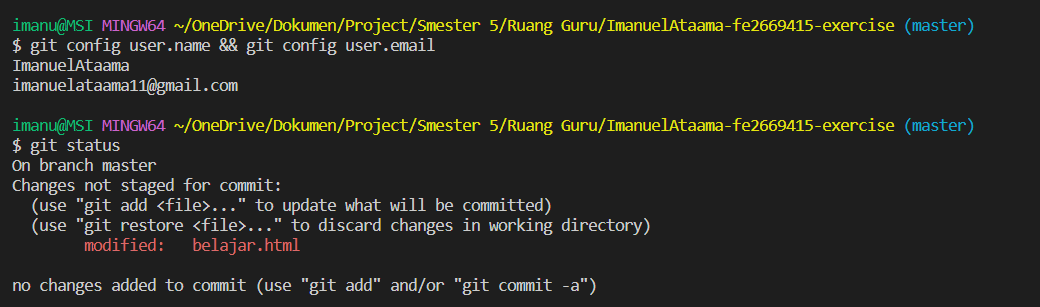 imanu@MSI MINGW64 ~/OneDrive/Dokumen/Project/Smester 5/Ruang Guru/ImanuelAtaama-fe2669415-exercise (master)
$ git config user.name && git config user.email
ImanuelAtaama
imanuelataama11@gmail.com
imanu@MSI MINGW64 ~/OneDrive/Dokumen/Project/Smester 5/Ruang Guru/ImanuelAtaama-fe2669415-exercise (master)
$ git status
On branch master
Changes not staged for commit:
  (use "git add <file>..." to update what will be committed)
  (use "git restore <file>..." to discard changes in working directory)
        modified:   belajar.html
no changes added to commit (use "git add" and/or "git commit -a")